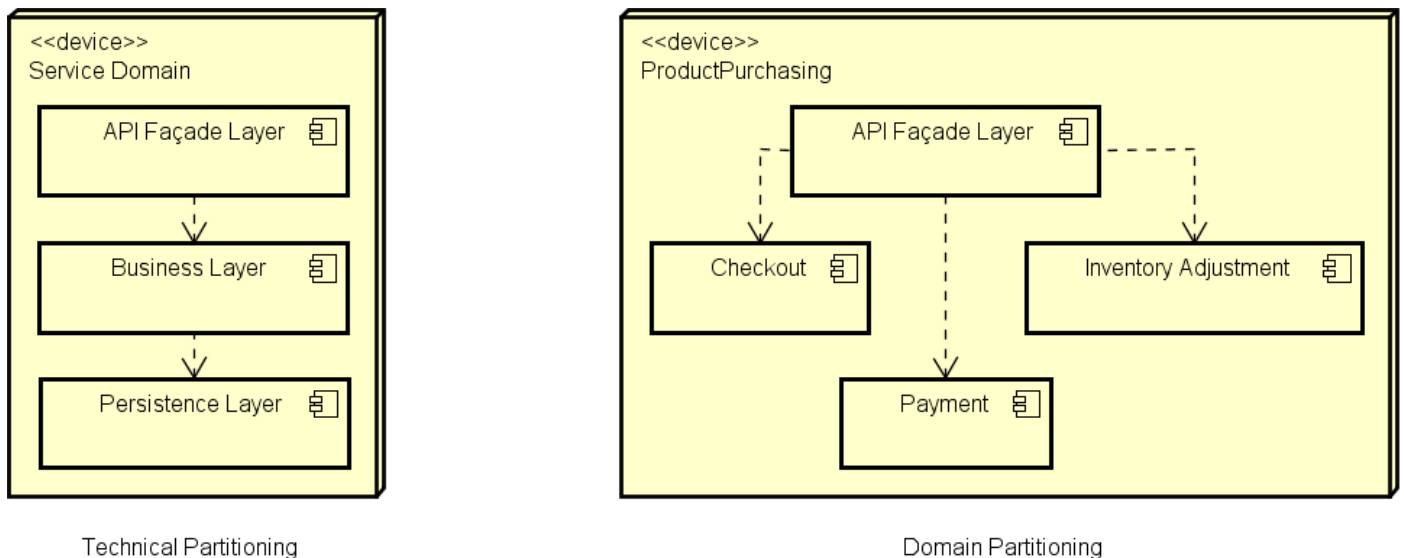 <<device>>
Service Domain
API Façade Layer
Business Layer
Persistence Layer
Technical Partitioning
<<device>>
ProductPurchasing
API Façade Layer
Checkout
Inventory Adjustment
Payment
Domain Partitioning